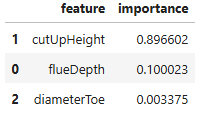 feature importance
1 cutUpHeight 0.896602
0 flueDepth 0.100023
2 diameterToe 0.003375